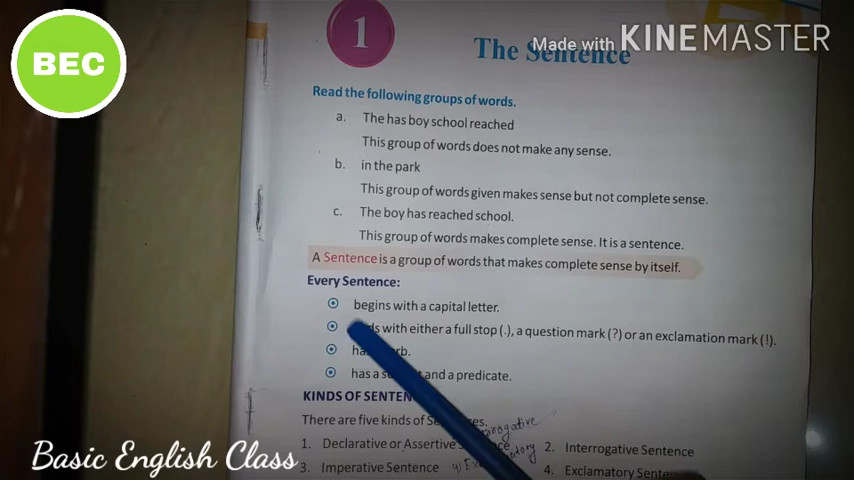 BEC
Made with KINEMASTER
1
The Sentence
Read the following groups of words.
a. The has boy school reached
This group of words does not make any sense.
b. in the park
This group of words given makes sense but not complete sense.
c. The boy has reached school.
This group of words makes complete sense. It is a sentence.
A Sentence is a group of words that makes complete sense by itself.
Every Sentence:
begins with a capital letter.
with either a full stop (.), a question mark (?) or an exclamation mark (!).
has
has a and a predicate.
KINDS OF
There are five kinds of
1. Declarative or Assertive
2. Interrogative Sentence
3. Imperative Sentence
4. Exclamatory
Basic English Class